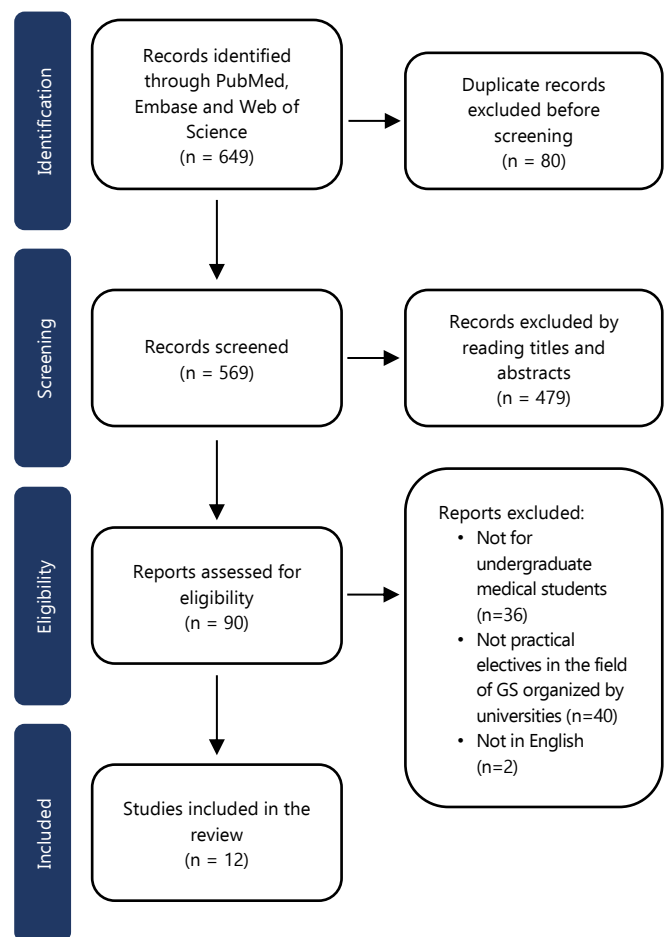 Identification
Records identified
through PubMed,
Embase and Web of
Science
(n = 649)
Duplicate records
excluded before
screening
(n = 80)
Screening
Records screened
(n = 569)
Records excluded by
reading titles and
abstracts
(n = 479)
Eligibility
Reports assessed for
eligibility
(n = 90)
Reports excluded:
• Not for
undergraduate
medical students
(n=36)
• Not practical
electives in the field
of GS organized by
universities (n=40)
• Not in English
(n=2)
Included
Studies included in the
review
(n = 12)